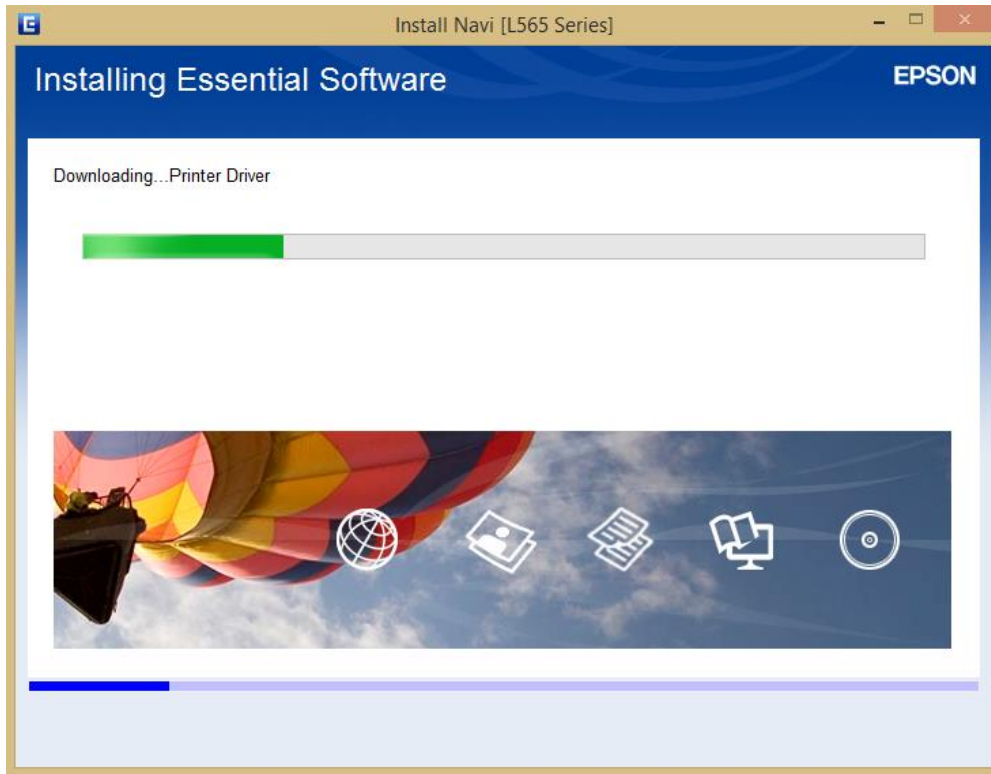 Install Navi [L565 Series]
Installing Essential Software
EPSON
Downloading...Printer Driver